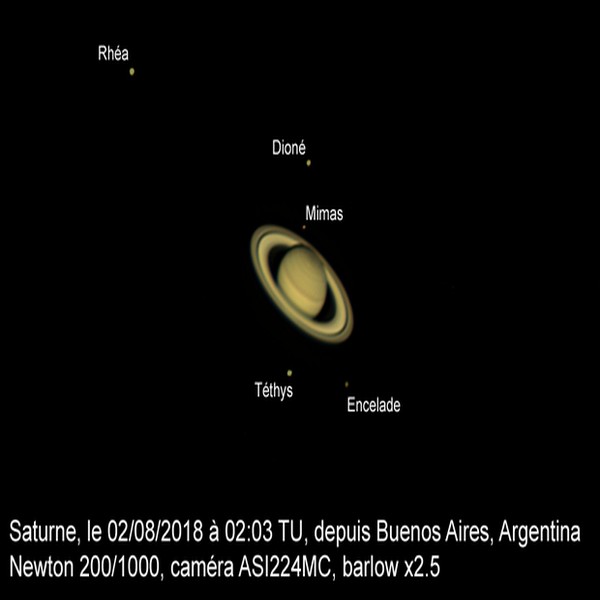 Rhéa
Dioné
Mimas
Téthys
Encelade
Saturne, le 02/08/2018 à 02:03 TU, depuis Buenos Aires, Argentina
Newton 200/1000, caméra ASI224MC, barlow x2.5